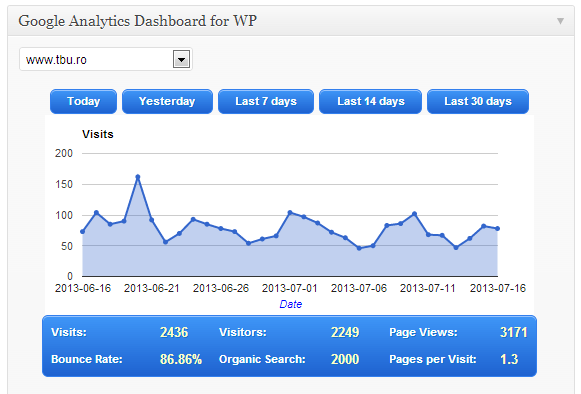 Google Analytics Dashboard for WP
www.tbu.ro
Today Yesterday Last 7 days Last 14 days Last 30 days
Visits
200
150
100
50
0
2013-06-16 2013-06-21 2013-06-26 2013-07-01 2013-07-06 2013-07-11 2013-07-16
Date
Visits: 2436 Visitors: 2249 Page Views: 3171
Bounce Rate: 86.86% Organic Search: 2000 Pages per Visit: 1.3